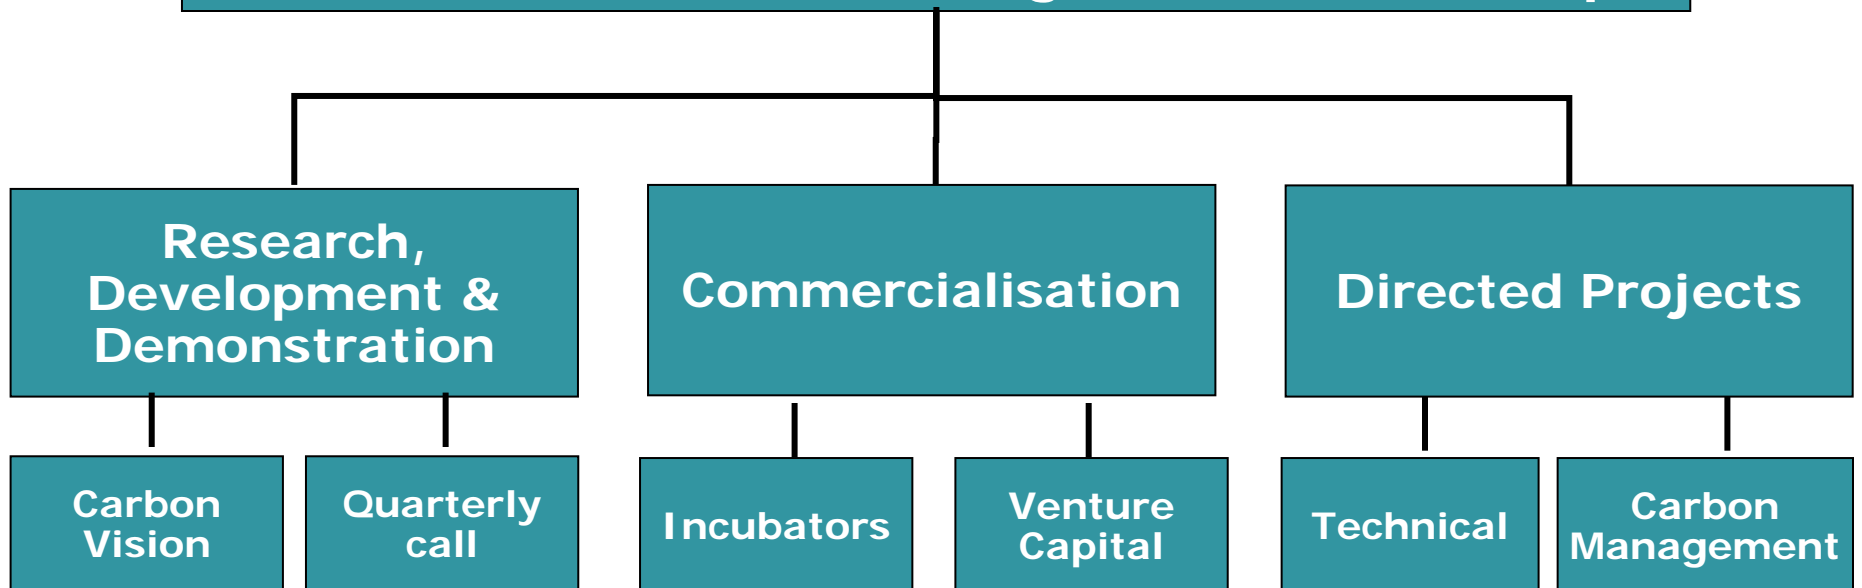 Research,
Development &
Demonstration
Commercialisation
Directed Projects
Carbon
Vision
Quarterly
call
Incubators
Venture
Capital
Technical
Carbon
Management